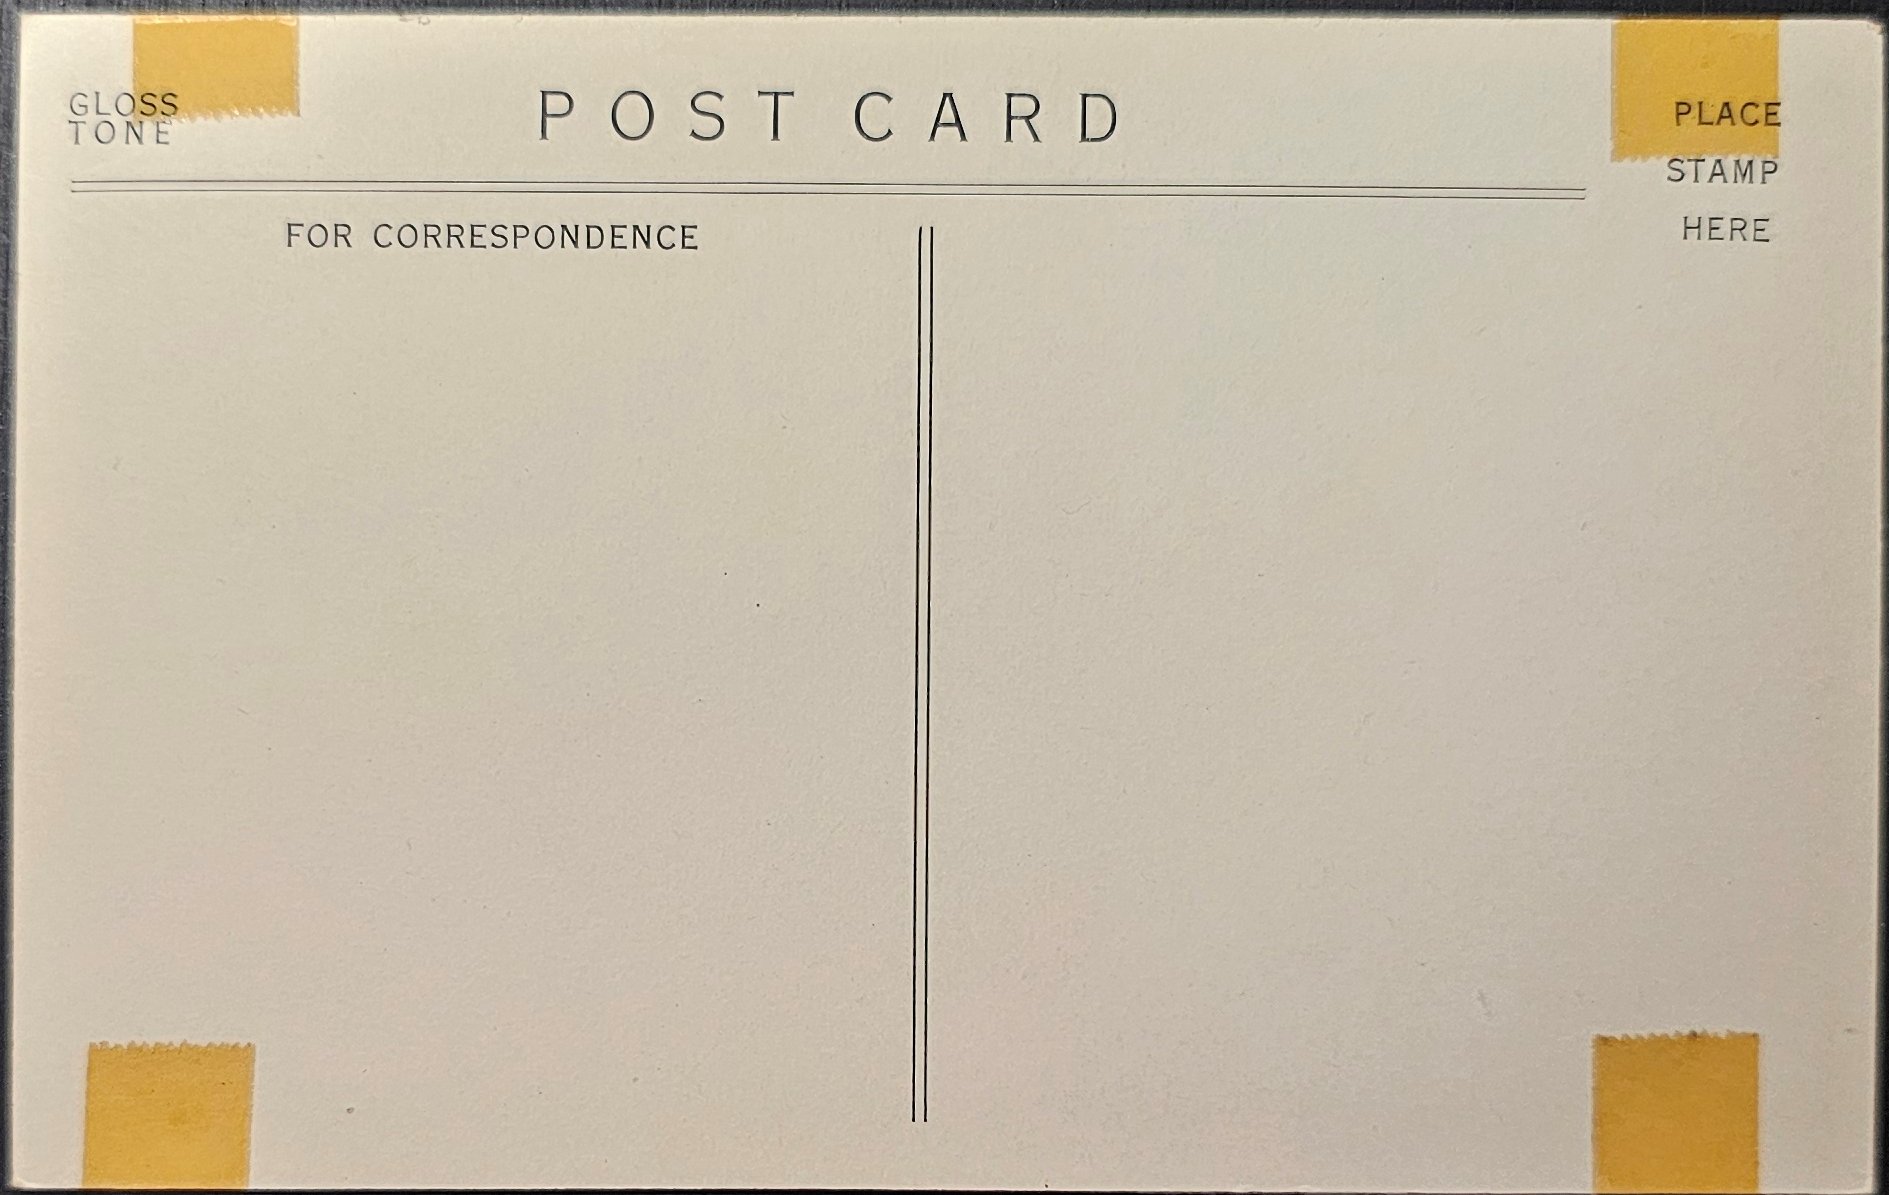 GLOSS
TONE
POST CARD
PLACE
STAMP
HERE
FOR CORRESPONDENCE